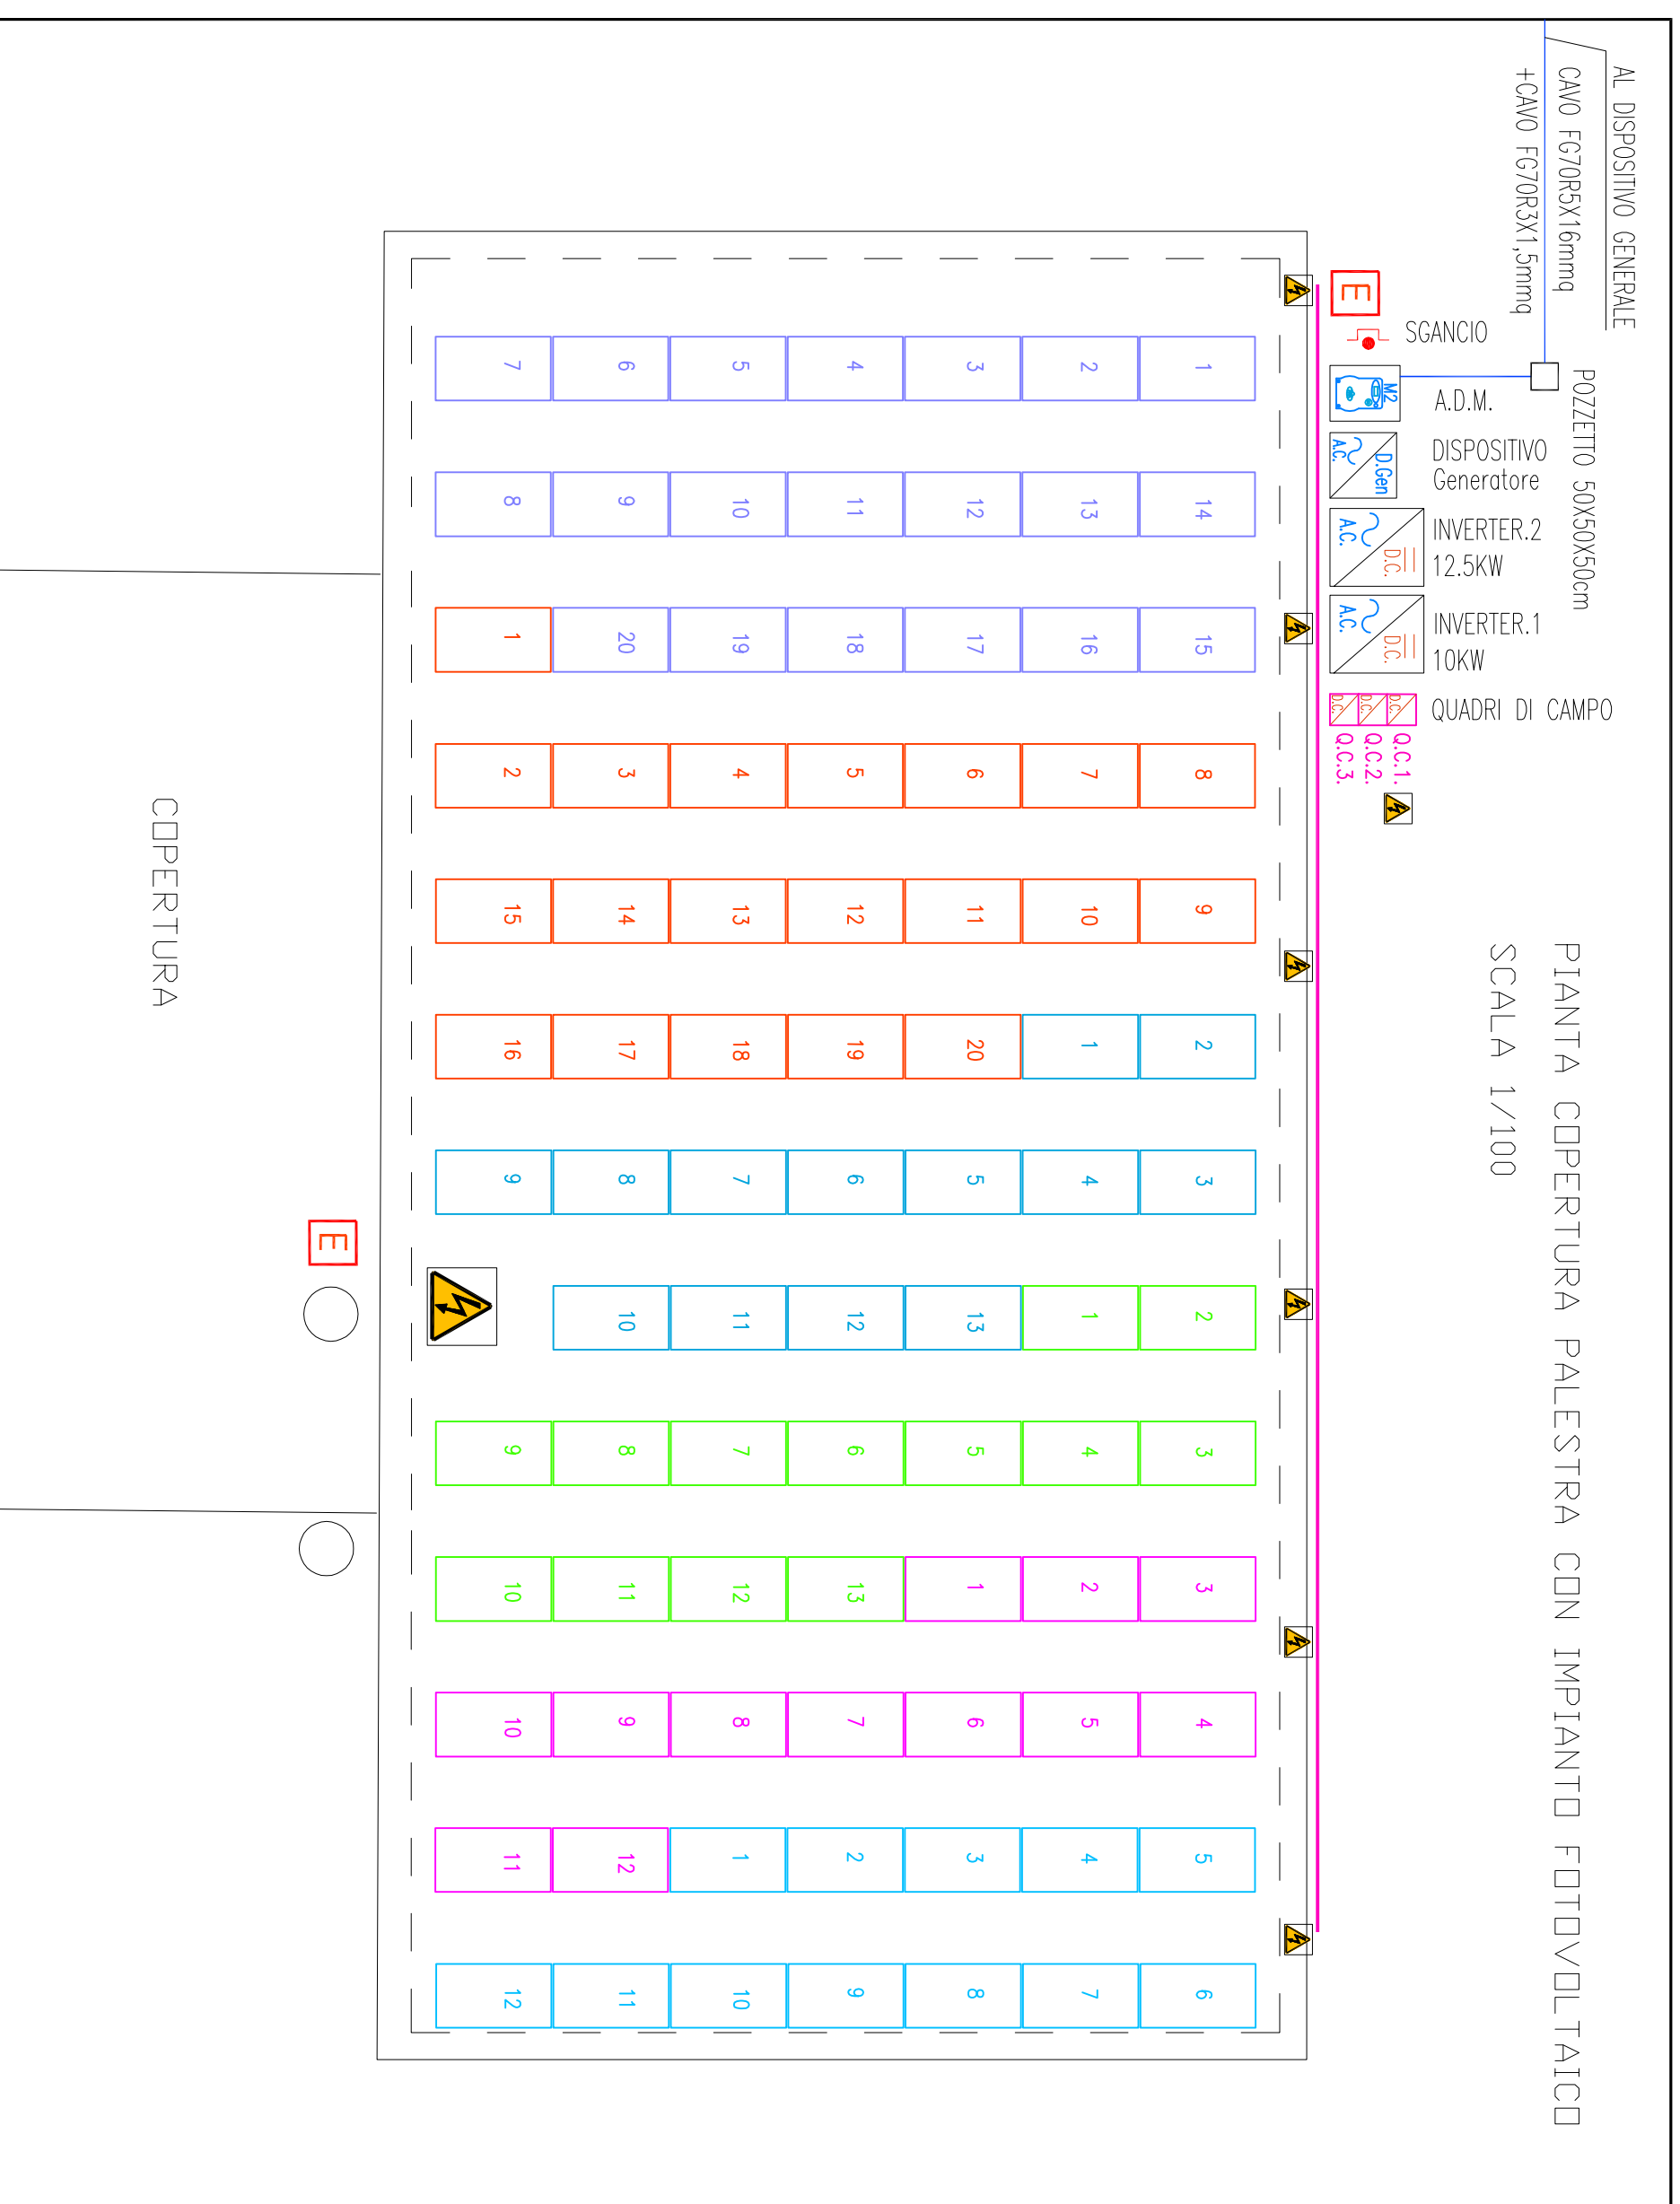 AL DISPOSITIVO GENERALE
CAVO FG7OR5X16mmq
+CAVO FG7OR3X1,5mmq
POZZETTO 50X50X50cm
E
SGANCIO
M2
A.D.M.
D.Gen
A.C.
DISPOSITIVO
Generatore
D.C.
A.C.
INVERTER.2
12.5KW
D.C.
A.C.
INVERTER.1
10KW
D.C.
D.C.
D.C.
QUADRI DI CAMPO
Q.C.1.
Q.C.2.
Q.C.3.
PIANTA COPERTURA PALESTRA CON IMPIANTO FOTOVOLTAICO
SCALA 1/100
1 14 15 8 9 2 3 2 3 3 4 5 6
2 13 16 7 10 1 4 1 4 2 5 4 7
3 12 17 6 11 20 5 13 5 1 6 3 8
4 11 18 5 12 19 6 12 6 13 7 2 9
5 10 19 4 13 18 7 11 7 12 8 1 10
6 9 20 3 14 17 8 10 8 11 9 12 11
7 8 1 2 15 16 9 9 10 10 11 12
E
COPERTURA